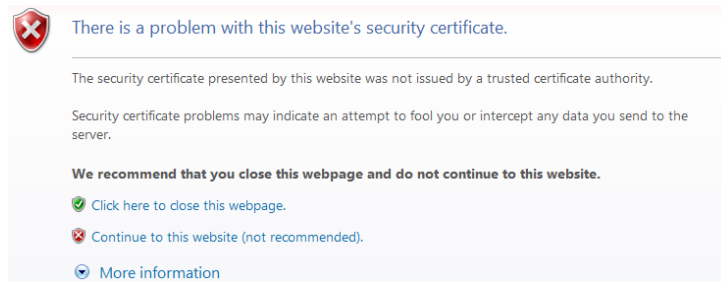 There is a problem with this website's security certificate.
The security certificate presented by this website was not issued by a trusted certificate authority.
Security certificate problems may indicate an attempt to fool you or intercept any data you send to the
server.
We recommend that you close this webpage and do not continue to this website.
Click here to close this webpage.
Continue to this website (not recommended).
More information